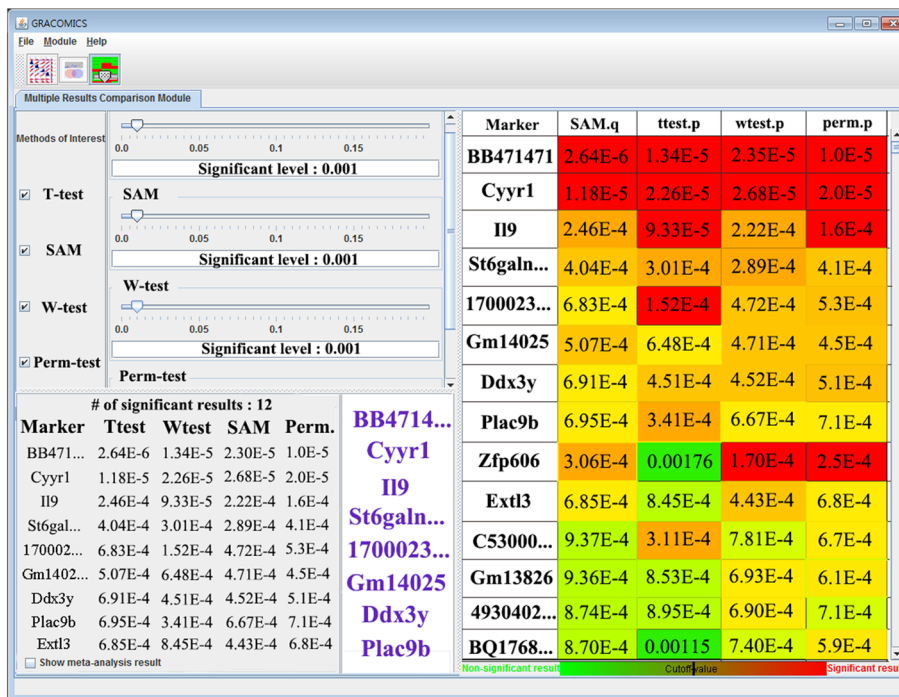 GRACOMICS
File Module Help
Multiple Results Comparison Module
Methods of Interest
0.0 0.05 0.10 0.15
Significant level : 0.001
T-test
SAM
0.0 0.05 0.10 0.15
SAM
Significant level : 0.001
W-test
W-test
0.0 0.05 0.10 0.15
Significant level : 0.001
Perm-test
Perm-test
# of significant results : 12
Marker Ttest Wtest SAM Perm.
BB471... 2.64E-6 1.34E-5 2.30E-5 1.0E-5
Cyyr1 1.18E-5 2.26E-5 2.68E-5 2.0E-5
Il9 2.46E-4 9.33E-5 2.22E-4 1.6E-4
St6gal... 4.04E-4 3.01E-4 2.89E-4 4.1E-4
170002... 6.83E-4 1.52E-4 4.72E-4 5.3E-4
Gm1402... 5.07E-4 6.48E-4 4.71E-4 4.5E-4
Ddx3y 6.91E-4 4.51E-4 4.52E-4 5.1E-4
Plac9b 6.95E-4 3.41E-4 6.67E-4 7.1E-4
Extl3 6.85E-4 8.45E-4 4.43E-4 6.8E-4
Show meta-analysis result
BB4714...
Cyyr1
Il9
St6galn...
1700023...
Gm14025
Ddx3y
Plac9b
Marker SAM.q ttest.p wtest.p perm.p
BB471471 2.64E-6 1.34E-5 2.35E-5 1.0E-5
Cyyr1 1.18E-5 2.26E-5 2.68E-5 2.0E-5
Il9 2.46E-4 9.33E-5 2.22E-4 1.6E-4
St6galn... 4.04E-4 3.01E-4 2.89E-4 4.1E-4
1700023... 6.83E-4 1.52E-4 4.72E-4 5.3E-4
Gm14025 5.07E-4 6.48E-4 4.71E-4 4.5E-4
Ddx3y 6.91E-4 4.51E-4 4.52E-4 5.1E-4
Plac9b 6.95E-4 3.41E-4 6.67E-4 7.1E-4
Zfp606 3.06E-4 0.00176 1.70E-4 2.5E-4
Extl3 6.85E-4 8.45E-4 4.43E-4 6.8E-4
C53000... 9.37E-4 3.11E-4 7.81E-4 6.7E-4
Gm13826 9.36E-4 8.53E-4 6.93E-4 6.1E-4
4930402... 8.74E-4 8.95E-4 6.90E-4 7.1E-4
BQ1768... 8.70E-4 0.00115 7.40E-4 5.9E-4
Non-significant result Cutoff value Significant resu